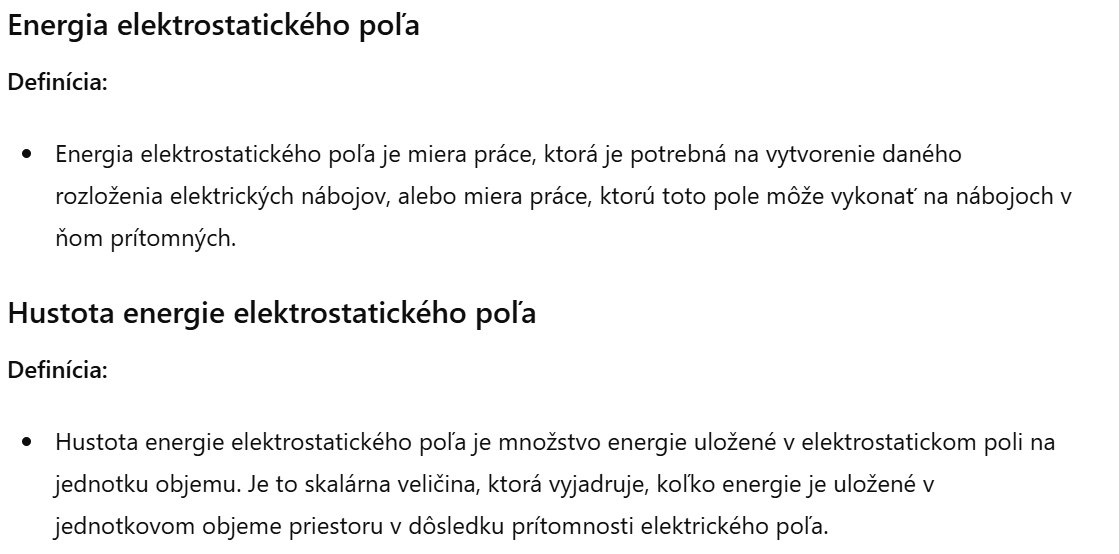 Energia elektrostatického poľa
Definícia:
• Energia elektrostatického poľa je miera práce, ktorá je potrebná na vytvorenie daného
rozloženia elektrických nábojov, alebo miera práce, ktorú toto pole môže vykonať na nábojoch v
ňom prítomných.
Hustota energie elektrostatického poľa
Definícia:
• Hustota energie elektrostatického poľa je množstvo energie uložené v elektrostatickom poli na
jednotku objemu. Je to skalárna veličina, ktorá vyjadruje, koľko energie je uložené v
jednotkovom objeme priestoru v dôsledku prítomnosti elektrického poľa.